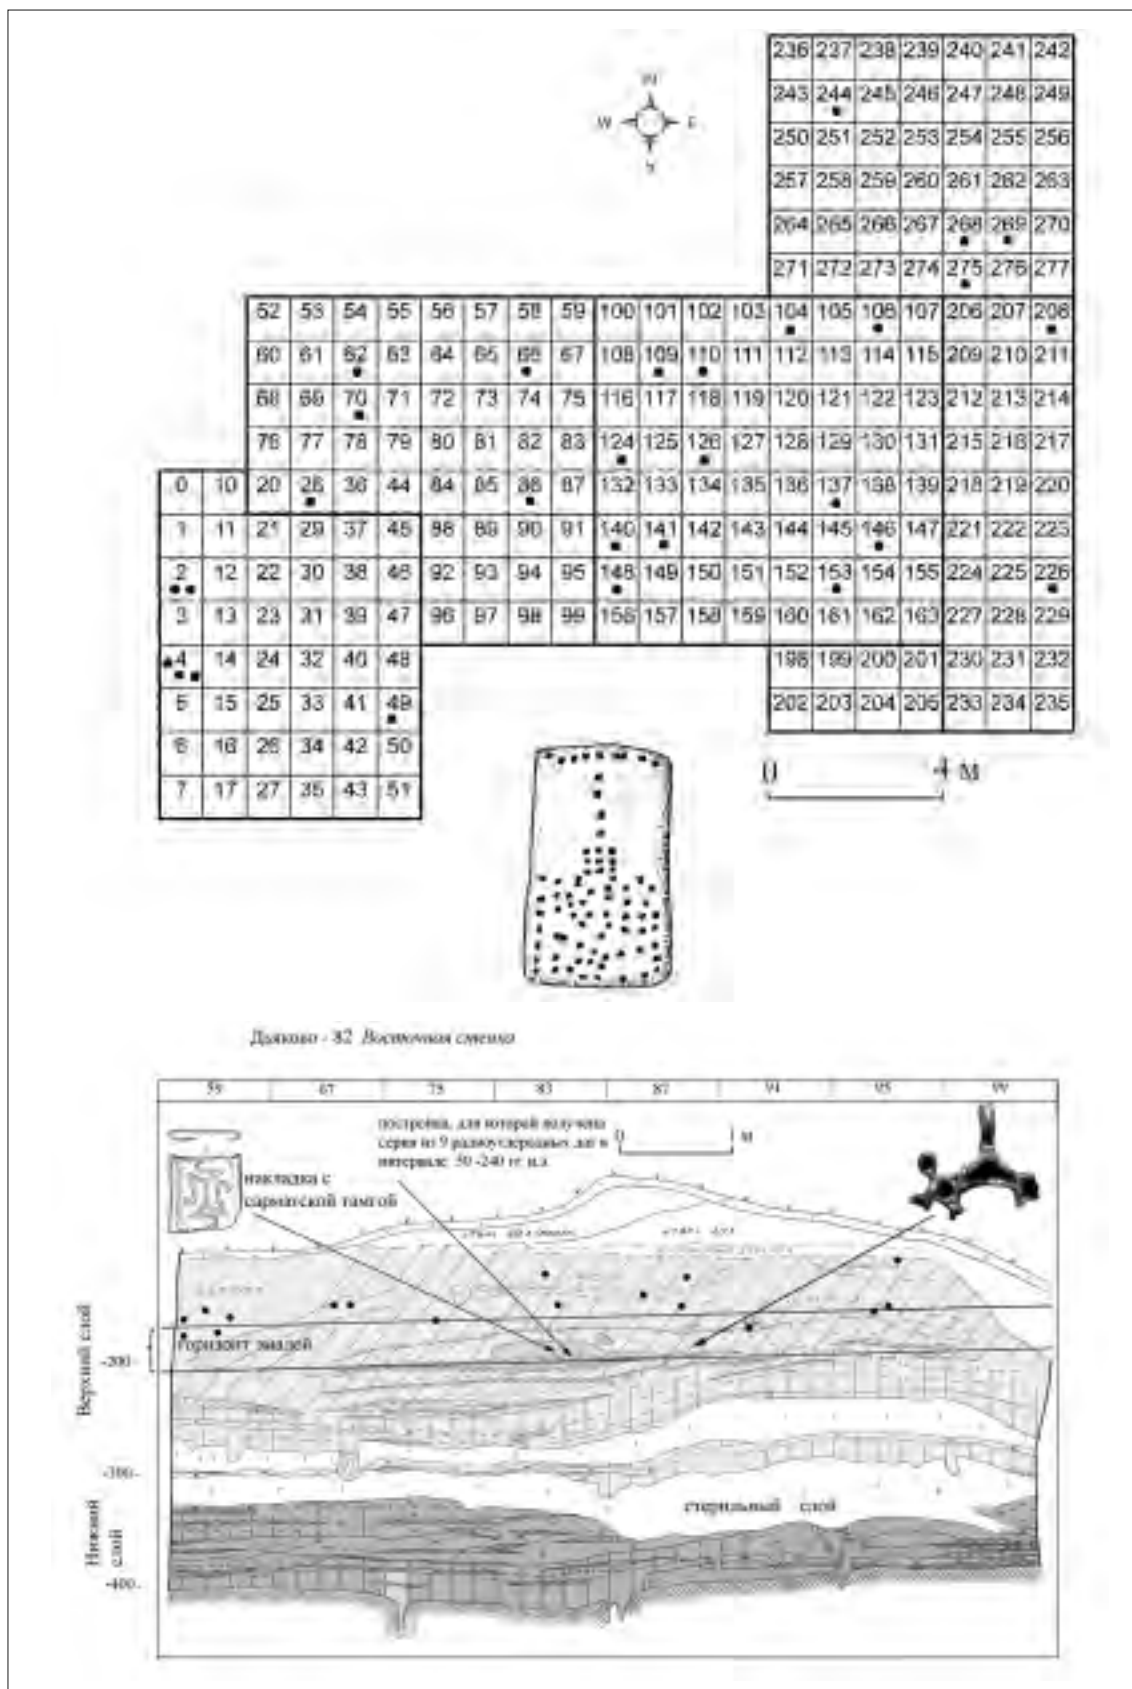 236 237 238 239 240 241 242
N
243 244 245 246 247 248 249
W E
250 251 252 253 254 255 256
S
257 258 259 260 261 262 263
264 265 266 267 268 269 270
271 272 273 274 275 276 277
52 53 54 55 56 57 58 59 100 101 102 103 104 105 106 107 206 207 208
60 61 62 63 64 65 66 67 108 109 110 111 112 113 114 115 209 210 211
68 69 70 71 72 73 74 75 116 117 118 119 120 121 122 123 212 213 214
76 77 78 79 80 81 82 83 124 125 126 127 128 129 130 131 215 216 217
0 10 20 28 36 44 84 85 86 87 132 133 134 135 136 137 138 139 218 219 220
1 11 21 29 37 45 88 89 90 91 140 141 142 143 144 145 146 147 221 222 223
2 12 22 30 38 46 92 93 94 95 148 149 150 151 152 153 154 155 224 225 226
3 13 23 31 39 47 96 97 98 99 156 157 158 159 160 161 162 163 227 228 229
4 14 24 32 40 48 198 199 200 201 230 231 232
5 15 25 33 41 49 202 203 204 205 233 234 235
6 16 26 34 42 50
7 17 27 35 43 51
0 4 м
Дьяково - 82 Восточная стенка
59 67 75 83 87 91 95 99
постройка, для которой получена
серия из 9 радиоуглеродных дат в
интервале 50 -240 гг. н.э.
0 м
накладка с
сарматской тамгой
горизонт эмалей
Верхний слой
-200-
-300-
стерильный слой
Нижний
слой
-400-